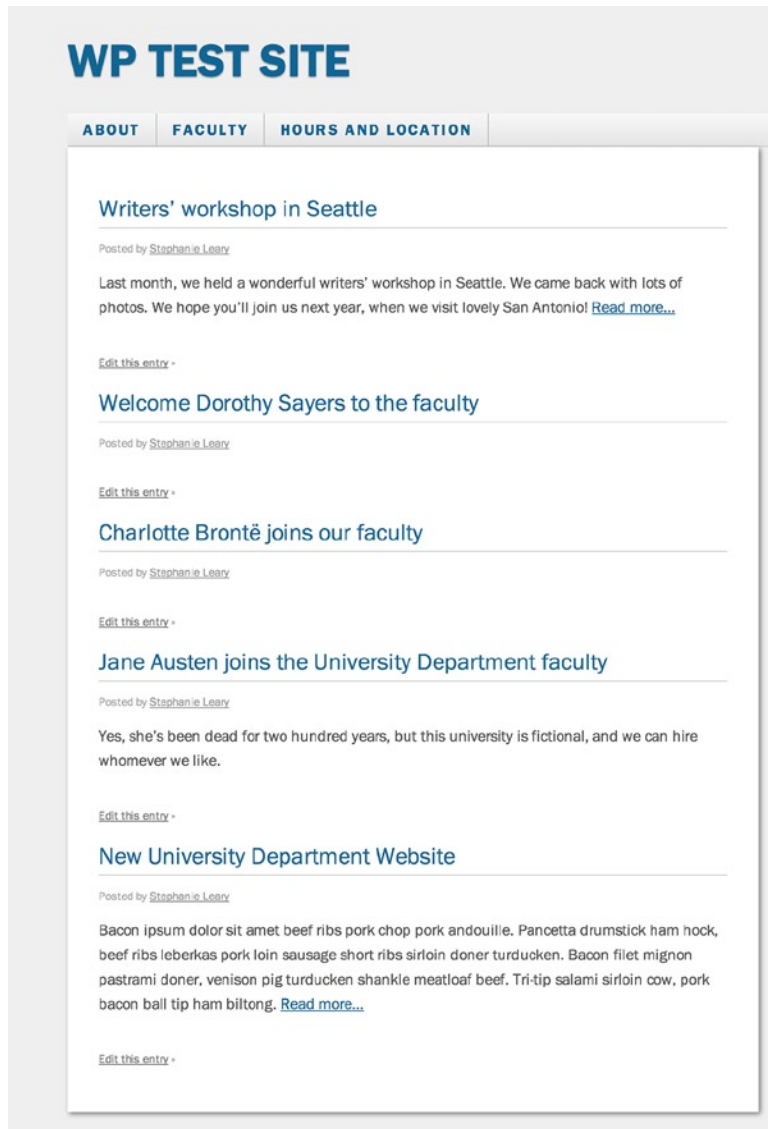 WP TEST SITE
ABOUT
FACULTY
HOURS AND LOCATION
Writers’ workshop in Seattle
Posted by Stephanie Leary
Last month, we held a wonderful writers’ workshop in Seattle. We came back with lots of
photos. We hope you’ll join us next year, when we visit lovely San Antonio! Read more...
Edit this entry »
Welcome Dorothy Sayers to the faculty
Posted by Stephanie Leary
Edit this entry »
Charlotte Brontë joins our faculty
Posted by Stephanie Leary
Edit this entry »
Jane Austen joins the University Department faculty
Posted by Stephanie Leary
Yes, she’s been dead for two hundred years, but this university is fictional, and we can hire
whomever we like.
Edit this entry »
New University Department Website
Posted by Stephanie Leary
Bacon ipsum dolor sit amet beef ribs pork chop pork andouille. Pancetta drumstick ham hock,
beef ribs leberkas pork loin sausage short ribs sirloin doner turducken. Bacon filet mignon
pastrami doner, venison pig turducken shankle meatloaf beef. Tri-tip salami sirloin cow, pork
bacon ball tip ham biltong. Read more...
Edit this entry »